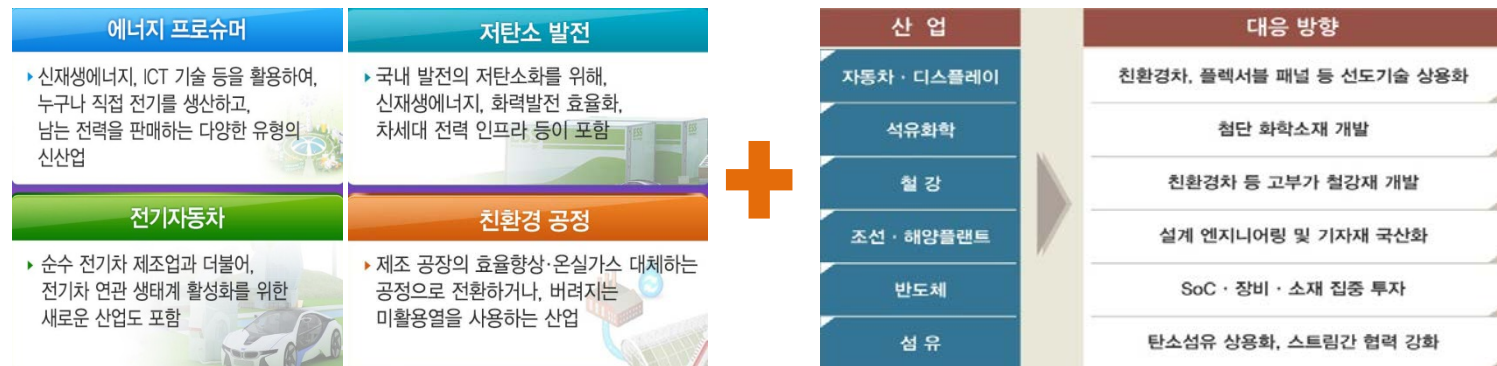 에너지 프로슈머
▸신재생에너지, ICT 기술 등을 활용하여,
누구나 직접 전기를 생산하고,
남는 전력을 판매하는 다양한 유형의
신산업
저탄소 발전
▸국내 발전의 저탄소화를 위해,
신재생에너지, 화력발전 효율화,
차세대 전력 인프라 등이 포함
전기자동차
▸순수 전기차 제조업과 더불어,
전기차 연관 생태계 활성화를 위한
새로운 산업도 포함
친환경 공정
▸제조 공장의 효율향상·온실가스 대체하는
공정으로 전환하거나, 버려지는
미활용열을 사용하는 산업
산 업 대응 방향
자동차 · 디스플레이 친환경차, 플렉서블 패널 등 선도기술 상용화
석유화학 첨단 화학소재 개발
철 강 친환경차 등 고부가 철강재 개발
조선 · 해양플랜트 설계 엔지니어링 및 기자재 국산화
반도체 SoC · 장비 · 소재 집중 투자
섬 유 탄소섬유 상용화, 스트림간 협력 강화